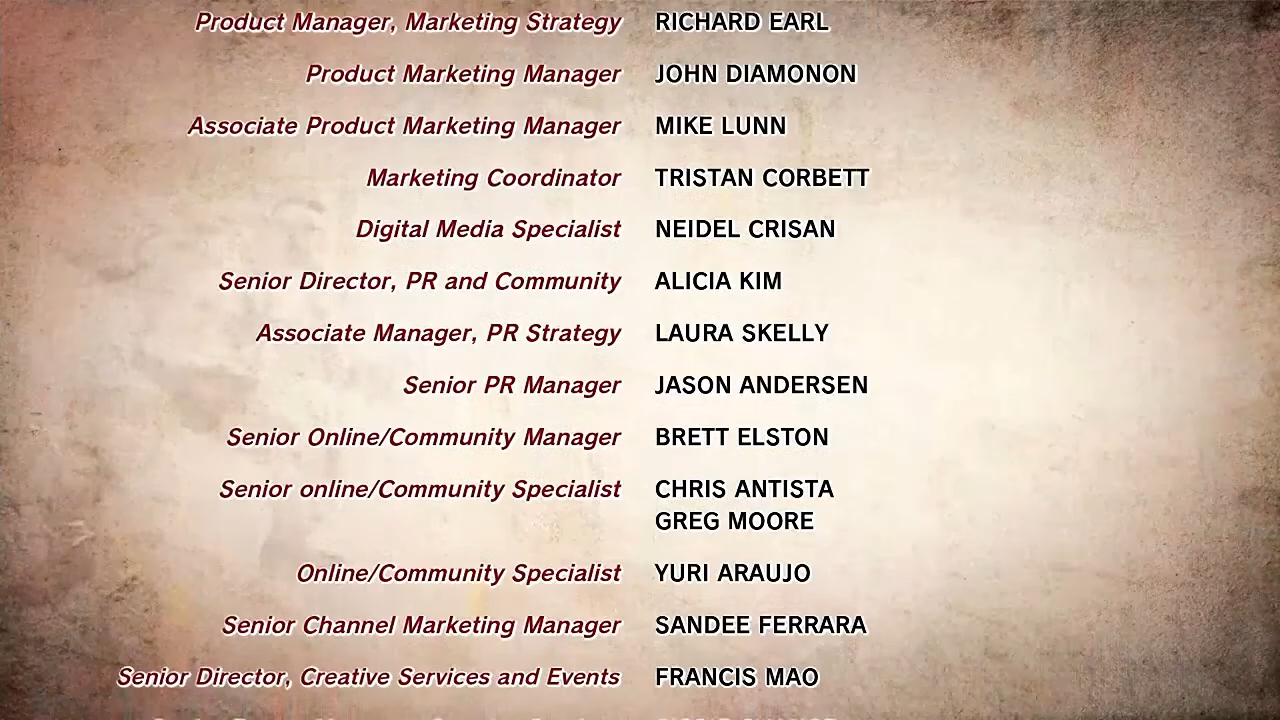 Product Manager, Marketing Strategy RICHARD EARL
Product Marketing Manager JOHN DIAMONON
Associate Product Marketing Manager MIKE LUNN
Marketing Coordinator TRISTAN CORBETT
Digital Media Specialist NEIDEL CRISAN
Senior Director, PR and Community ALICIA KIM
Associate Manager, PR Strategy LAURA SKELLY
Senior PR Manager JASON ANDERSEN
Senior Online/Community Manager BRETT ELSTON
Senior online/Community Specialist CHRIS ANTISTA
GREG MOORE
Online/Community Specialist YURI ARAUJO
Senior Channel Marketing Manager SANDEE FERRARA
Senior Director, Creative Services and Events FRANCIS MAO